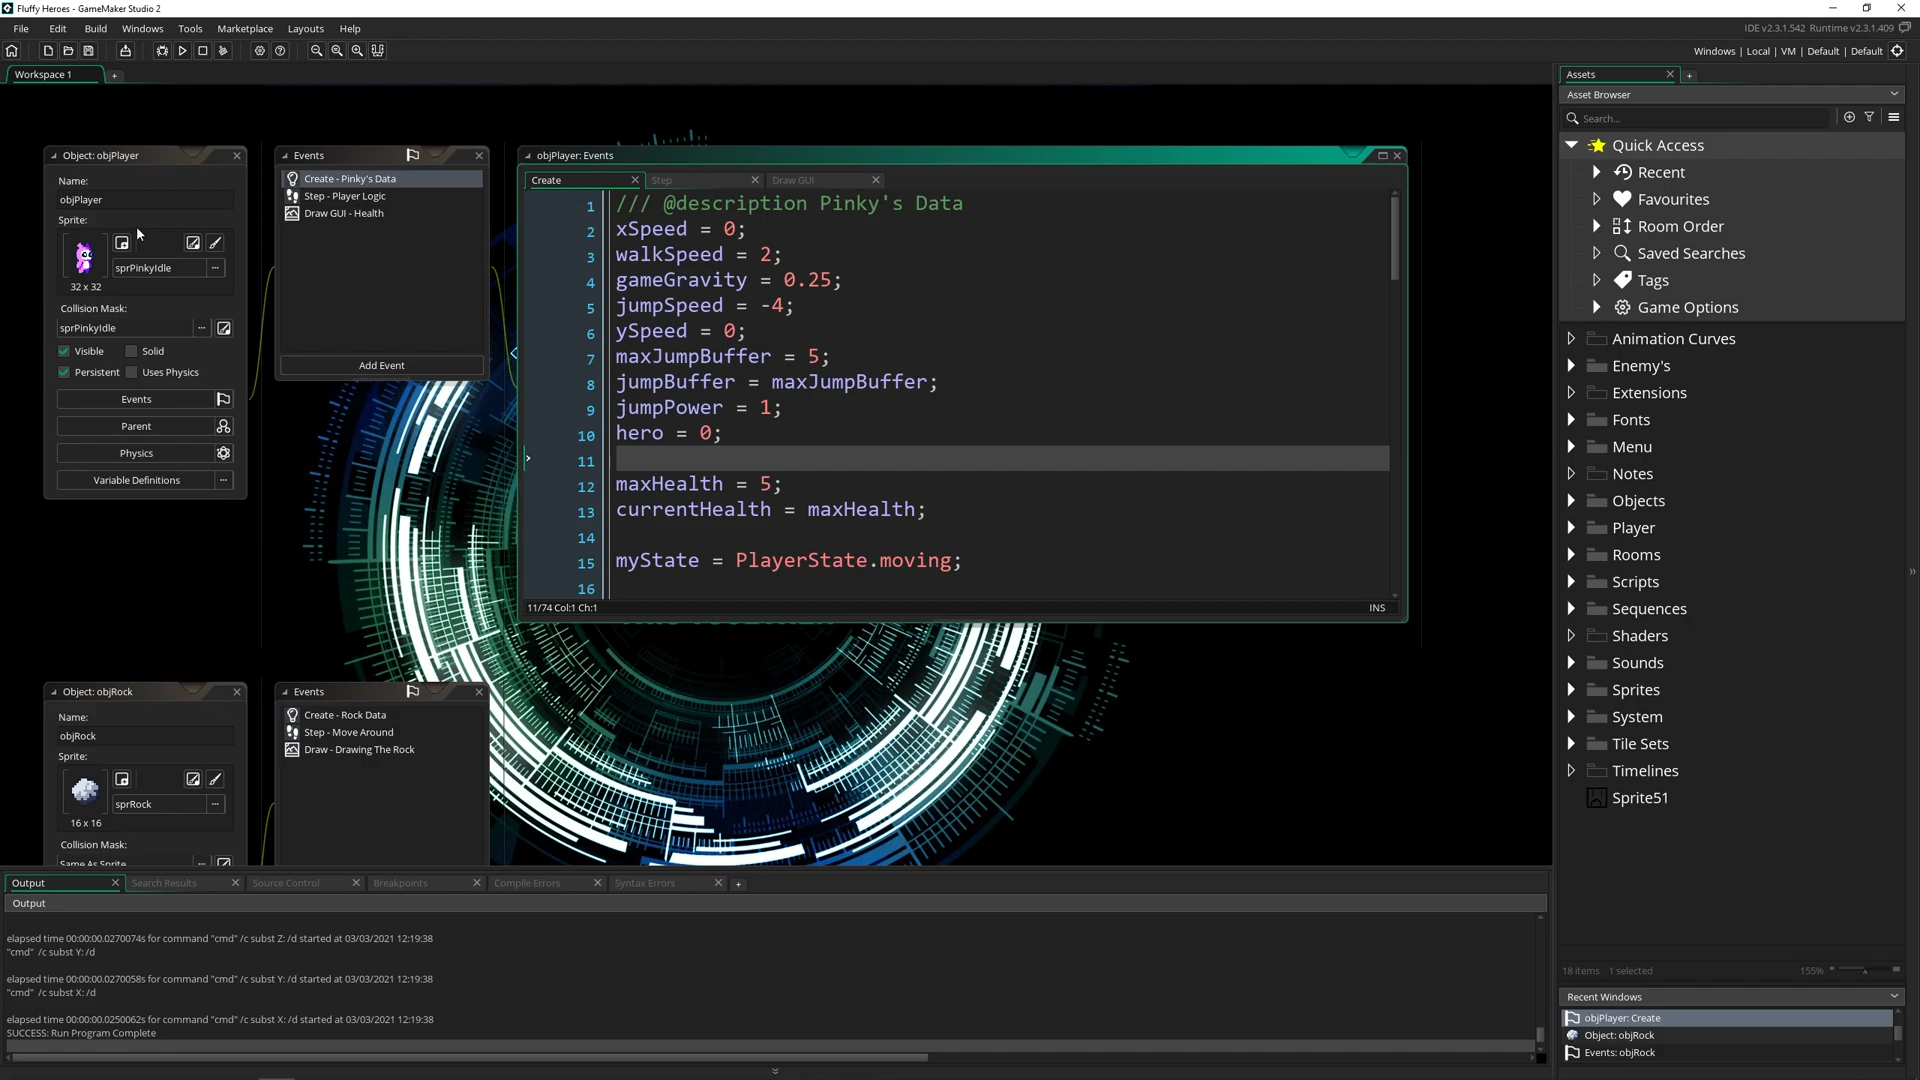 Fluffy Heroes - GameMaker Studio 2
File Edit Build Windows Tools Marketplace Layouts Help
IDE v2.3.1.542 Runtime v2.3.1.409
Windows | Local | VM | Default | Default
Workspace 1
Object: objPlayer
Name:
objPlayer
Sprite:
sprPinkyIdle
32 x 32
Collision Mask:
sprPinkyIdle
Visible Solid
Persistent Uses Physics
Events
Parent
Physics
Variable Definitions
Events
Create - Pinky's Data
Step - Player Logic
Draw GUI - Health
Add Event
objPlayer: Events
Create Step Draw GUI
1 /// @description Pinky's Data
2 xSpeed = 0;
3 walkSpeed = 2;
4 gameGravity = 0.25;
5 jumpSpeed = -4;
6 ySpeed = 0;
7 maxJumpBuffer = 5;
8 jumpBuffer = maxJumpBuffer;
9 jumpPower = 1;
10 hero = 0;
11
12 maxHealth = 5;
13 currentHealth = maxHealth;
14
15 myState = PlayerState.moving;
16
11/74 Col:1 Ch:1 INS
Object: objRock
Name:
objRock
Sprite:
sprRock
16 x 16
Collision Mask:
Same As Sprite
Events
Create - Rock Data
Step - Move Around
Draw - Drawing The Rock
Output Search Results Source Control Breakpoints Compile Errors Syntax Errors
Output
elapsed time 00:00:00.0270074s for command "cmd" /c subst Z: /d started at 03/03/2021 12:19:38
"cmd" /c subst Y: /d
elapsed time 00:00:00.0270058s for command "cmd" /c subst Y: /d started at 03/03/2021 12:19:38
"cmd" /c subst X: /d
elapsed time 00:00:00.0250062s for command "cmd" /c subst X: /d started at 03/03/2021 12:19:38
SUCCESS: Run Program Complete
Assets
Asset Browser
Search...
Quick Access
Recent
Favourites
Room Order
Saved Searches
Tags
Game Options
Animation Curves
Enemy's
Extensions
Fonts
Menu
Notes
Objects
Player
Rooms
Scripts
Sequences
Shaders
Sounds
Sprites
System
Tile Sets
Timelines
Sprite51
18 items 1 selected 155%
Recent Windows
objPlayer: Create
Object: objRock
Events: objRock